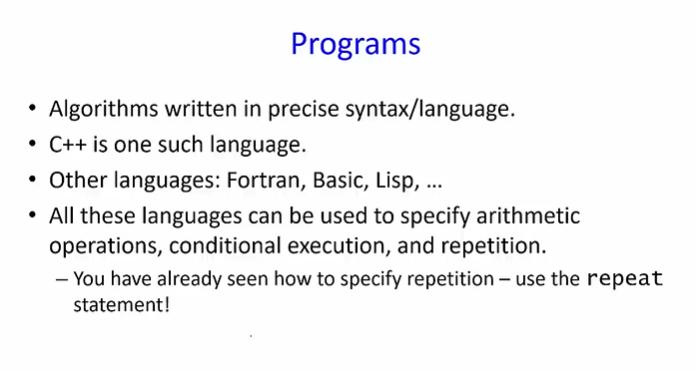 Programs
• Algorithms written in precise syntax/language.
• C++ is one such language.
• Other languages: Fortran, Basic, Lisp, ...
• All these languages can be used to specify arithmetic
operations, conditional execution, and repetition.
– You have already seen how to specify repetition – use the repeat
statement!